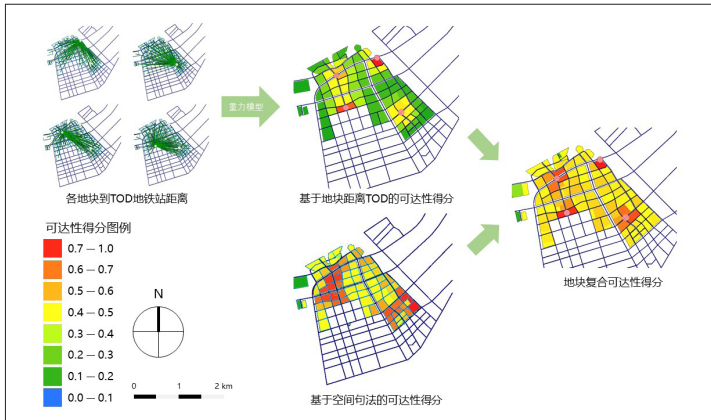 重力模型
各地块到TOD地铁站距离
基于地块距离TOD的可达性得分
可达性得分图例
0.7 — 1.0
0.6 — 0.7
0.5 — 0.6
0.4 — 0.5
0.3 — 0.4
0.2 — 0.3
0.1 — 0.2
0.0 — 0.1
N
0 1 2 km
基于空间句法的可达性得分
地块复合可达性得分